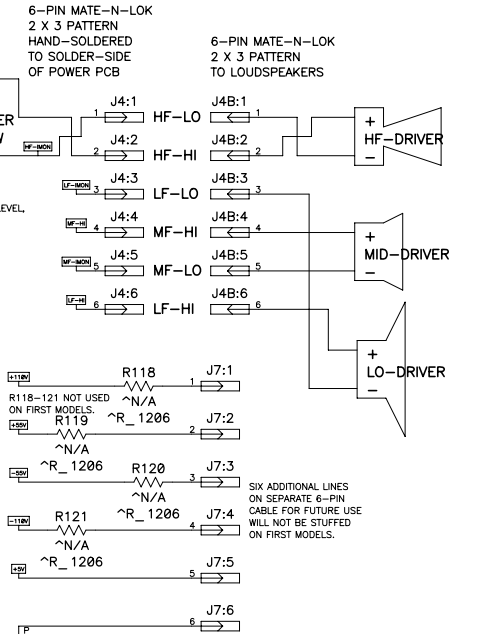 6-PIN MATE-N-LOK
2 X 3 PATTERN
HAND-SOLDERED
TO SOLDER-SIDE
OF POWER PCB
6-PIN MATE-N-LOK
2 X 3 PATTERN
TO LOUDSPEAKERS
J4:1
J4B:1
1
HF-LO
1
J4:2
J4B:2
HF-IMON
2
HF-HI
2
+
HF-DRIVER
-
J4:3
J4B:3
LF-IMON
3
LF-LO
3
LEVEL,
J4:4
J4B:4
MF-HI
4
MF-HI
4
+
MID-DRIVER
-
J4:5
J4B:5
MF-IMON
5
MF-LO
5
J4:6
J4B:6
LF-HI
6
LF-HI
6
+
LO-DRIVER
-
+110V
R118
1
J7:1
^N/A
^R_1206
R118-121 NOT USED
ON FIRST MODELS.
+55V
R119
2
J7:2
^N/A
^R_1206
-55V
R120
3
J7:3
^N/A
^R_1206
SIX ADDITIONAL LINES
ON SEPARATE 6-PIN
CABLE FOR FUTURE USE
WILL NOT BE STUFFED
ON FIRST MODELS.
-110V
R121
4
J7:4
^N/A
^R_1206
+5V
5
J7:5
6
J7:6
P